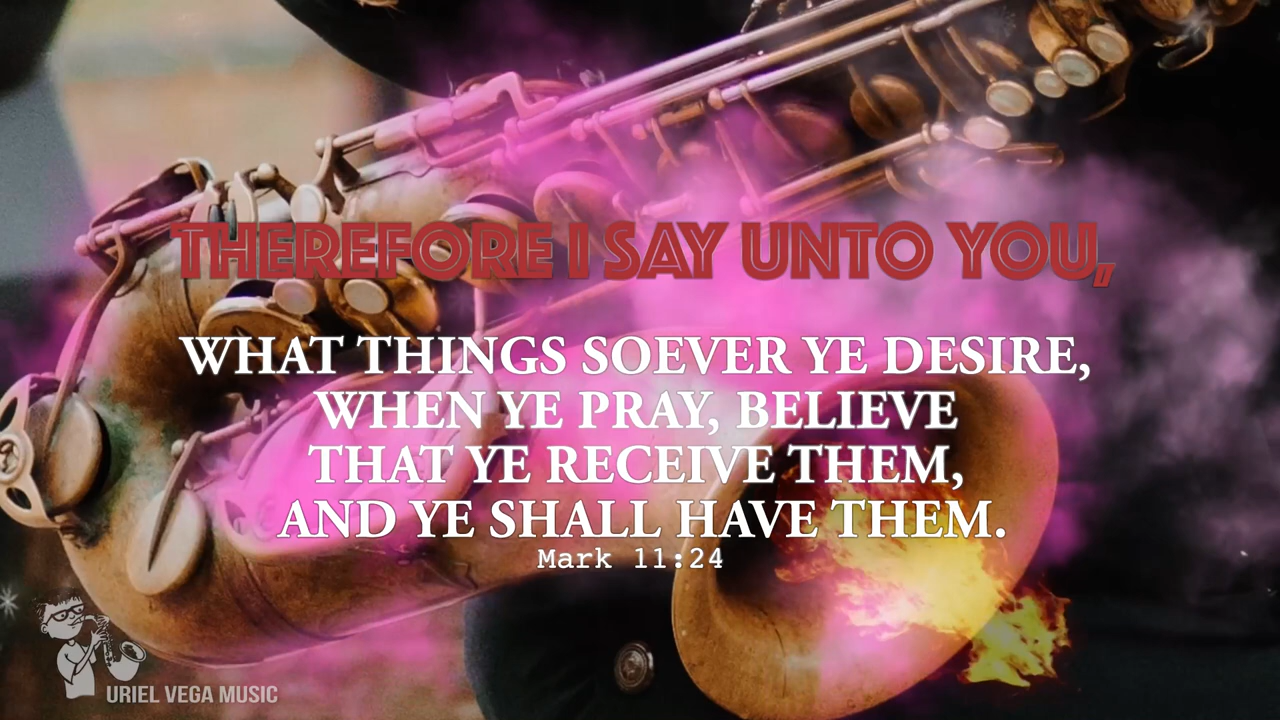 THEREFORE I SAY UNTO YOU,
WHAT THINGS SOEVER YE DESIRE,
WHEN YE PRAY, BELIEVE
THAT YE RECEIVE THEM,
AND YE SHALL HAVE THEM.
Mark 11:24
URIEL VEGA MUSIC